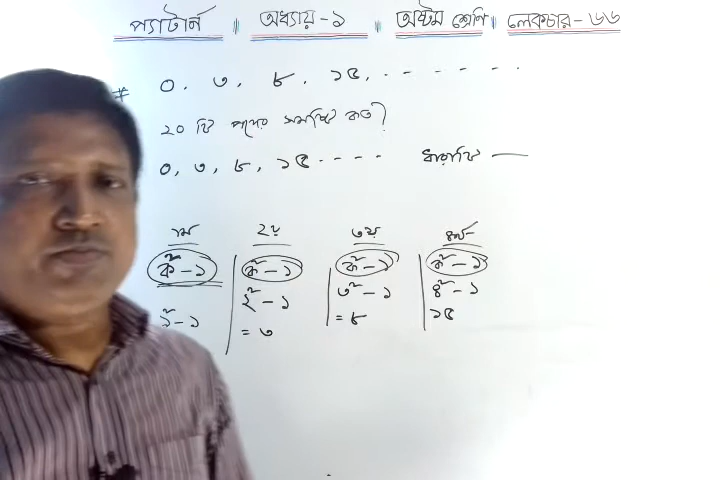 প্যাটার্ন । অধ্যায় - ১ । অষ্টম শ্রেণি । লেকচার - ৬৬
# ০, ৩, ৮, ১৫, - - - - - -
২০ টি পদের সমষ্টি কত?
০, ৩, ৮, ১৫ - - - - ধারাটি —
১ম ২য় ৩য় ৪র্থ
ক² - ১ ক² - ১ ক² - ১ ক² - ১
১² - ১ ২² - ১ ৩² - ১ ৪² - ১
= ৩ = ৮ ১৫